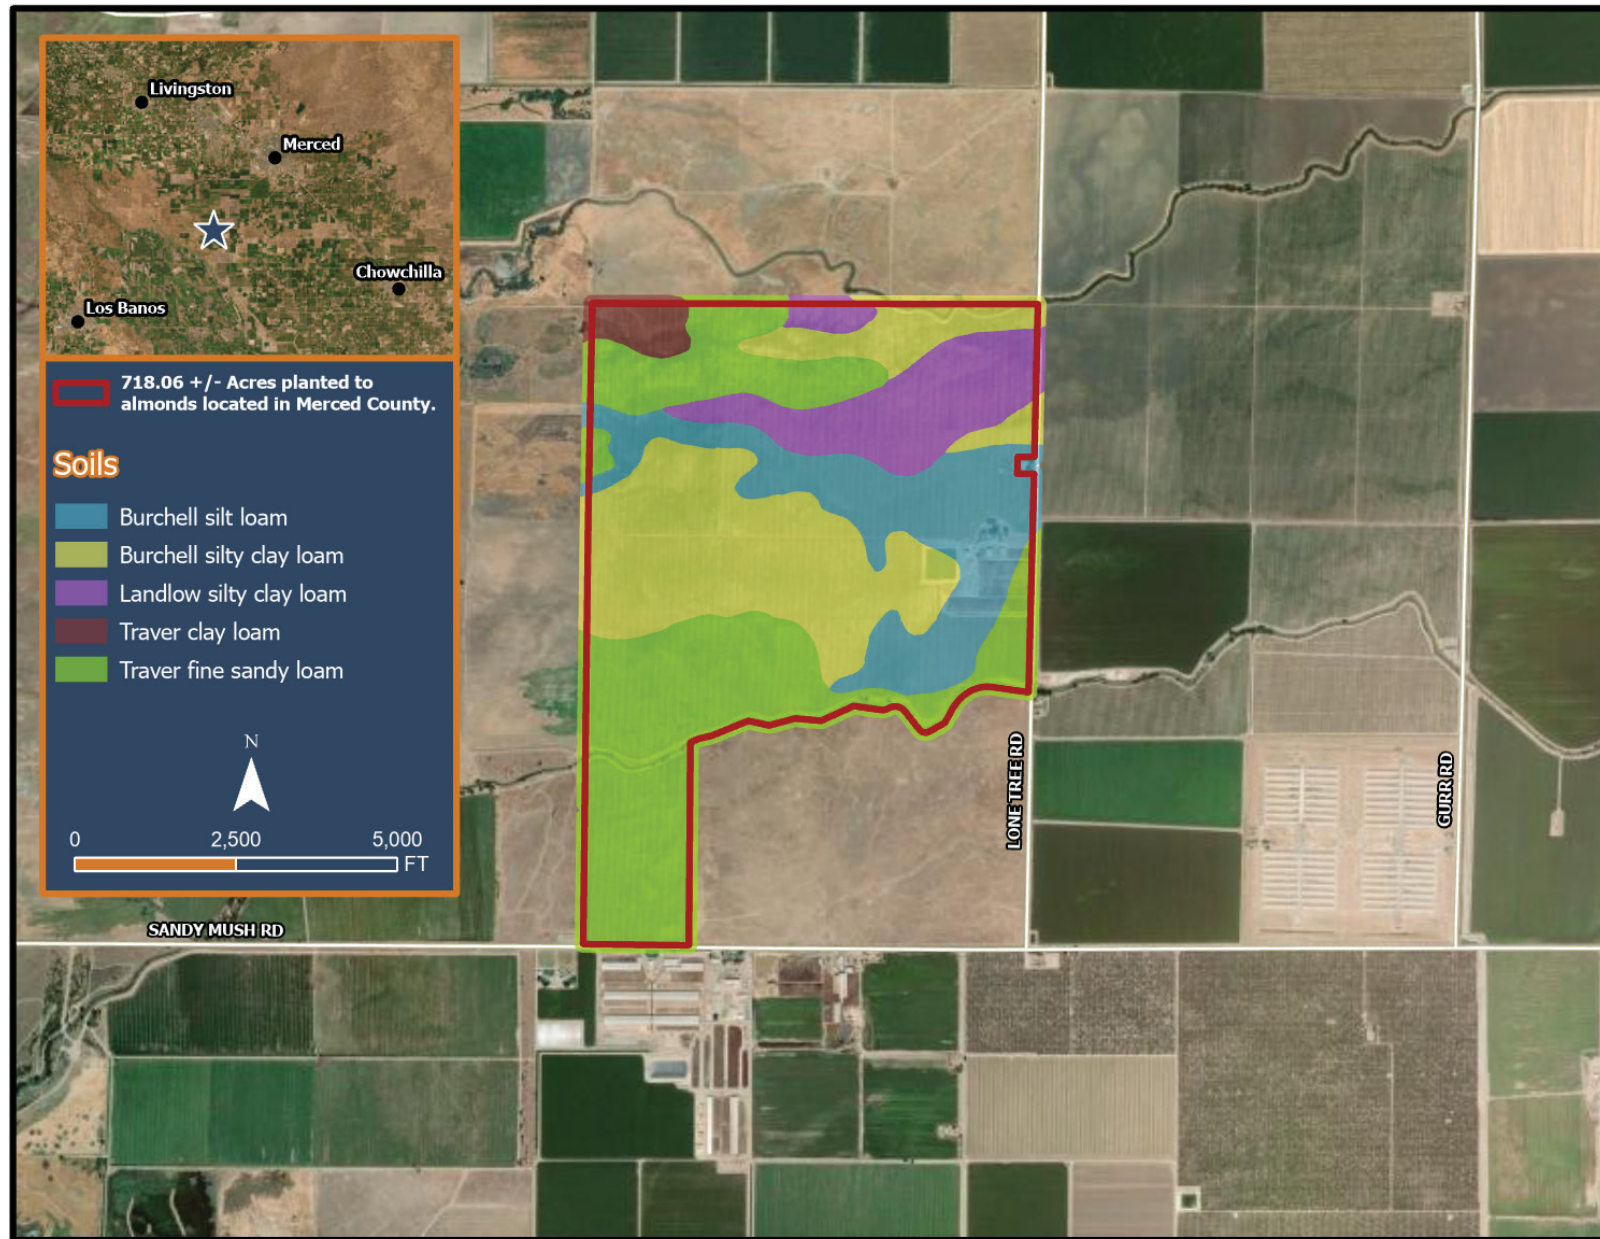 Livingston
Merced
Chowchilla
Los Banos
718.06 +/- Acres planted to
almonds located in Merced County.
Soils
Burchell silt loam
Burchell silty clay loam
Landlow silty clay loam
Traver clay loam
Traver fine sandy loam
N
0 2,500 5,000
FT
SANDY MUSH RD
LONE TREE RD
GURR RD